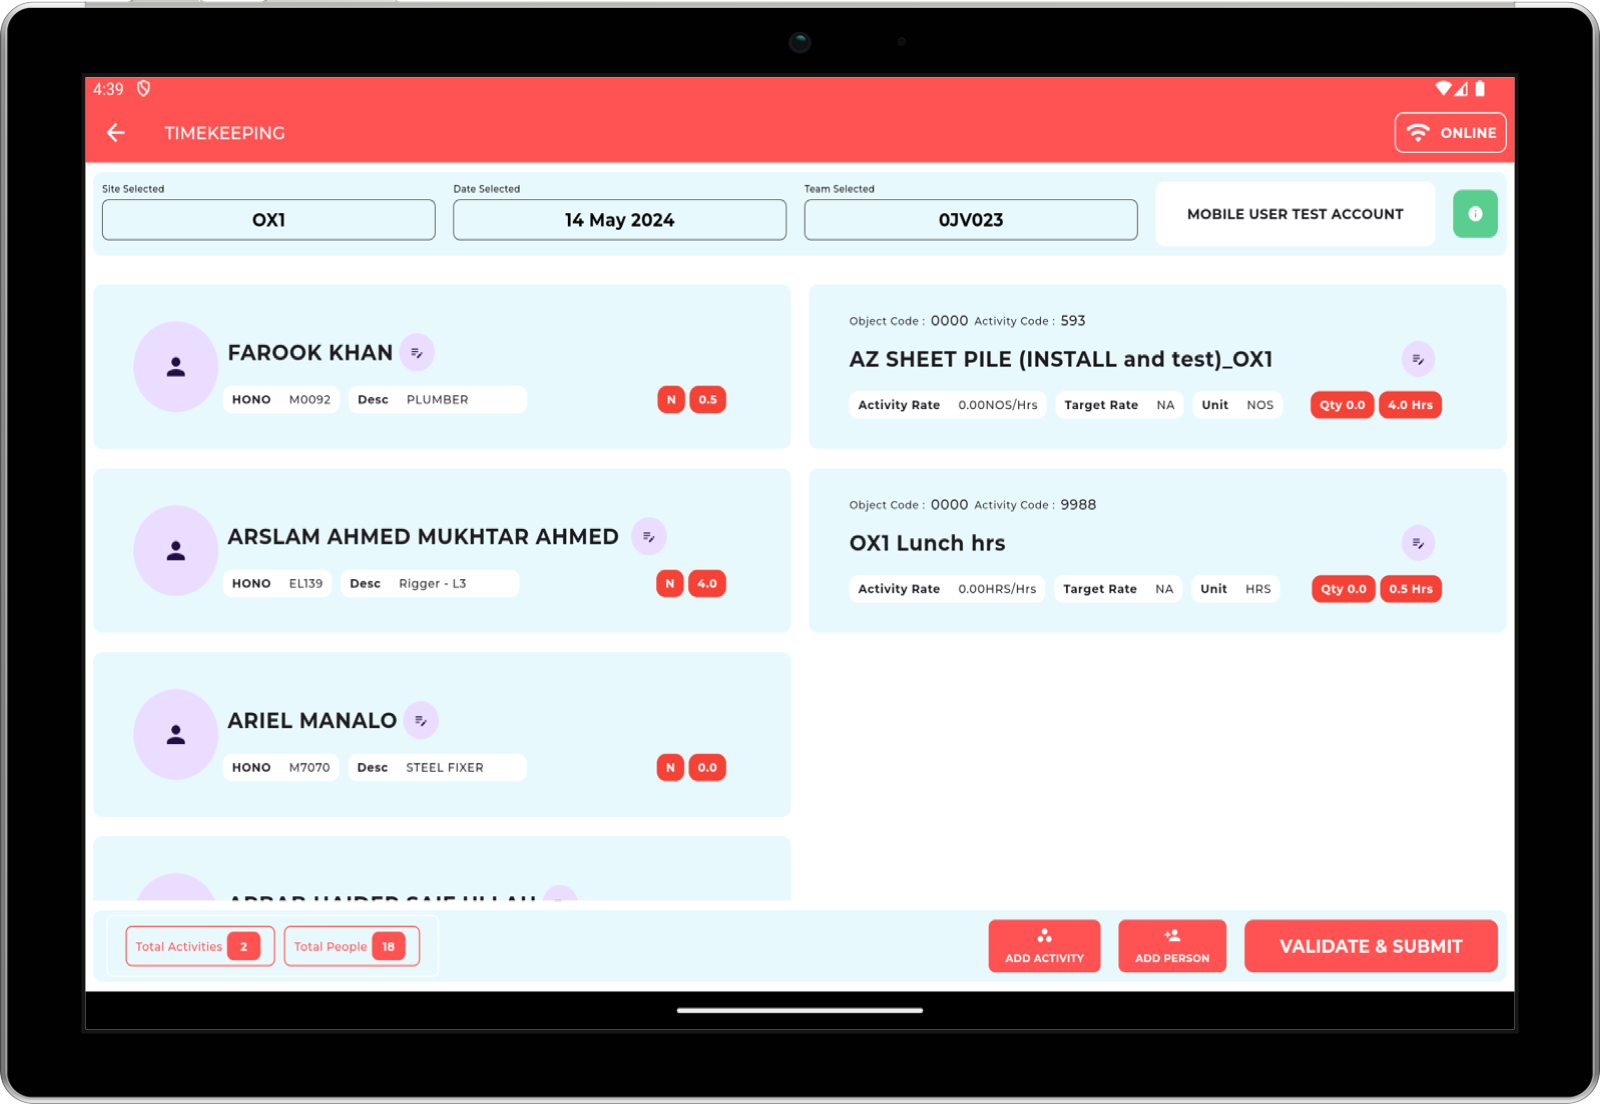 4:39
TIMEKEEPING
ONLINE
Site Selected
OX1
Date Selected
14 May 2024
Team Selected
0JV023
MOBILE USER TEST ACCOUNT
FAROOK KHAN
HONO M0092 Desc PLUMBER N 0.5
ARSLAM AHMED MUKHTAR AHMED
HONO EL139 Desc Rigger - L3 N 4.0
ARIEL MANALO
HONO M7070 Desc STEEL FIXER N 0.0
Object Code : 0000 Activity Code : 593
AZ SHEET PILE (INSTALL and test)_OX1
Activity Rate 0.00NOS/Hrs Target Rate NA Unit NOS Qty 0.0 4.0 Hrs
Object Code : 0000 Activity Code : 9988
OX1 Lunch hrs
Activity Rate 0.00HRS/Hrs Target Rate NA Unit HRS Qty 0.0 0.5 Hrs
Total Activities 2
Total People 18
ADD ACTIVITY
ADD PERSON
VALIDATE & SUBMIT